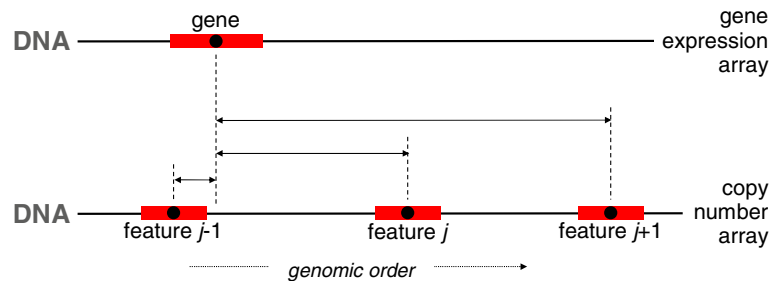 gene
DNA
gene
expression
array
DNA
copy
number
array
feature j-1
feature j
feature j+1
genomic order